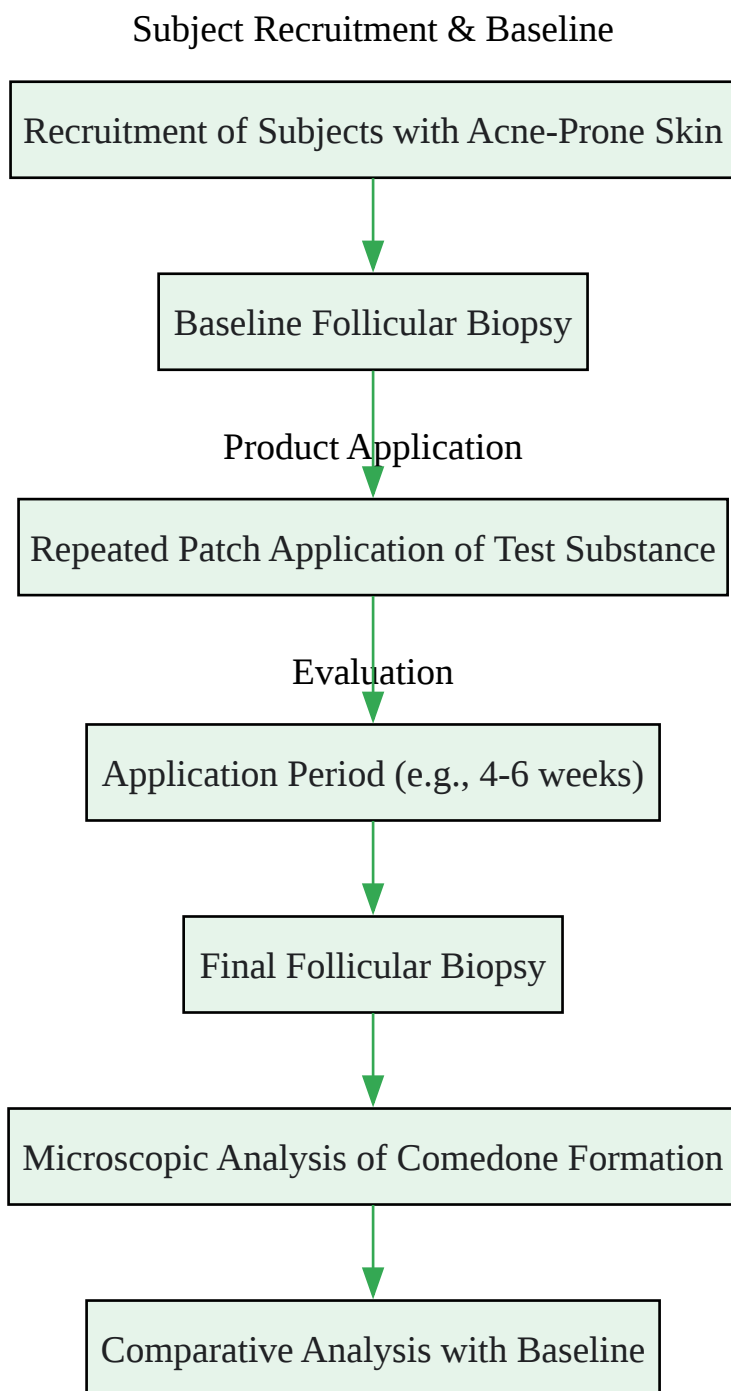 Subject Recruitment & Baseline
Recruitment of Subjects with Acne-Prone Skin
Baseline Follicular Biopsy
Product Application
Repeated Patch Application of Test Substance
Evaluation
Application Period (e.g., 4-6 weeks)
Final Follicular Biopsy
Microscopic Analysis of Comedone Formation
Comparative Analysis with Baseline